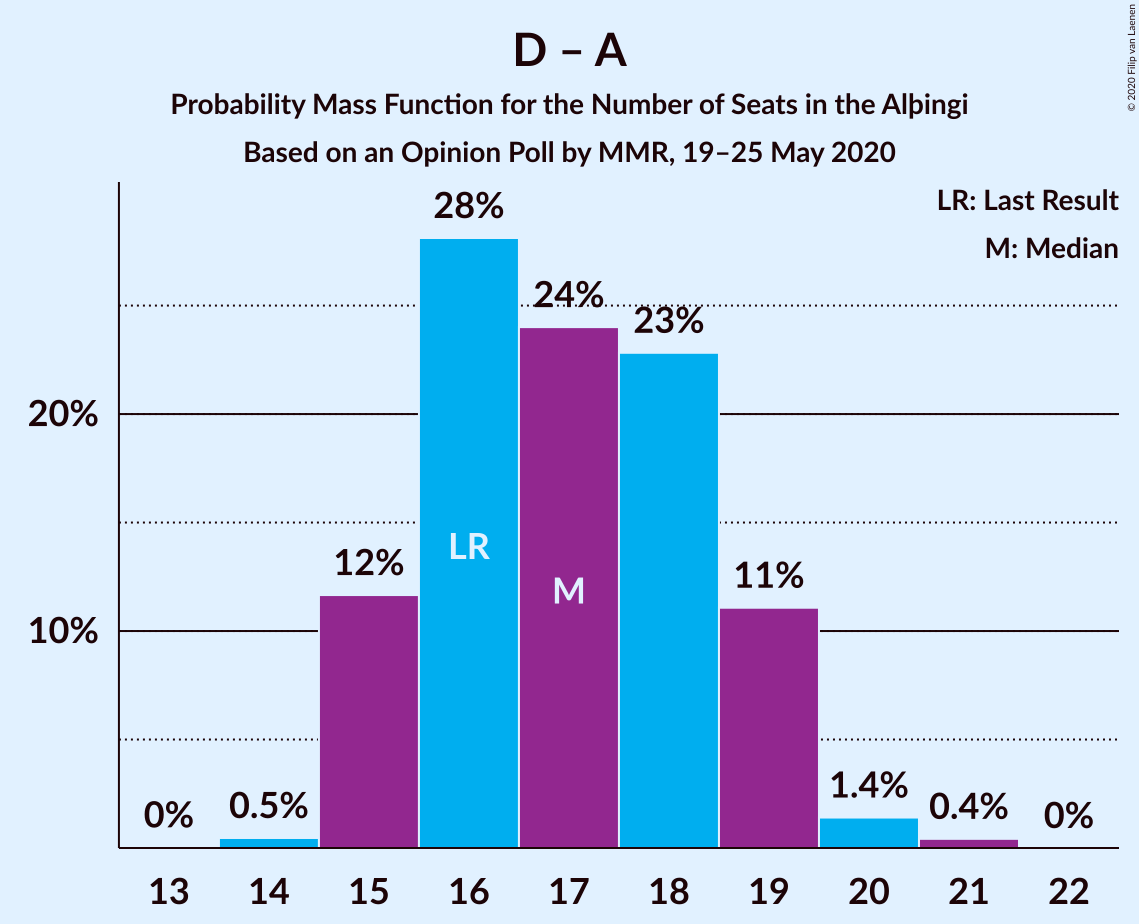 D – A
Probability Mass Function for the Number of Seats in the Alþingi
Based on an Opinion Poll by MMR, 19–25 May 2020
© 2020 Filip van Laenen
LR: Last Result
M: Median
28%
24%
23%
20%
LR
12%
11%
M
10%
0%
0.5%
1.4%
0.4%
0%
13 14 15 16 17 18 19 20 21 22